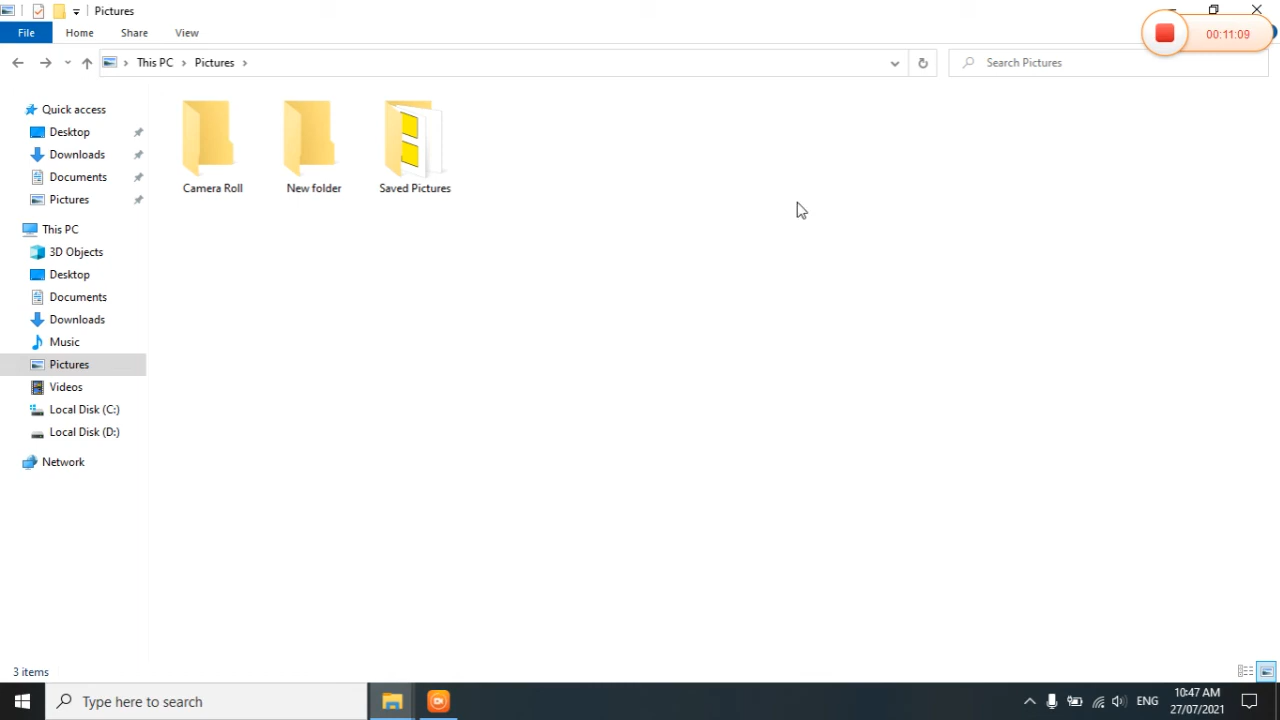 Pictures
00:11:09
File Home Share View
This PC Pictures
Search Pictures
Quick access
Desktop
Downloads
Documents
Pictures
This PC
3D Objects
Desktop
Documents
Downloads
Music
Pictures
Videos
Local Disk (C:)
Local Disk (D:)
Network
Camera Roll New folder Saved Pictures
3 items
Type here to search
ENG
10:47 AM
27/07/2021